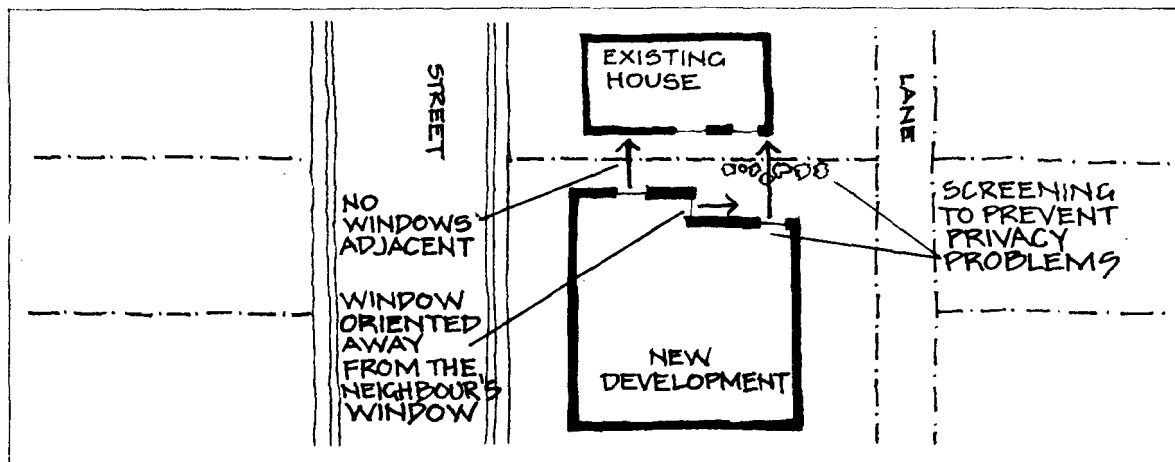 EXISTING
HOUSE
STREET
LANE
NO
WINDOWS
ADJACENT
SCREENING
TO PREVENT
PRIVACY
PROBLEMS
WINDOW
ORIENTED
AWAY
FROM THE
NEIGHBOUR'S
WINDOW
NEW
DEVELOPMENT